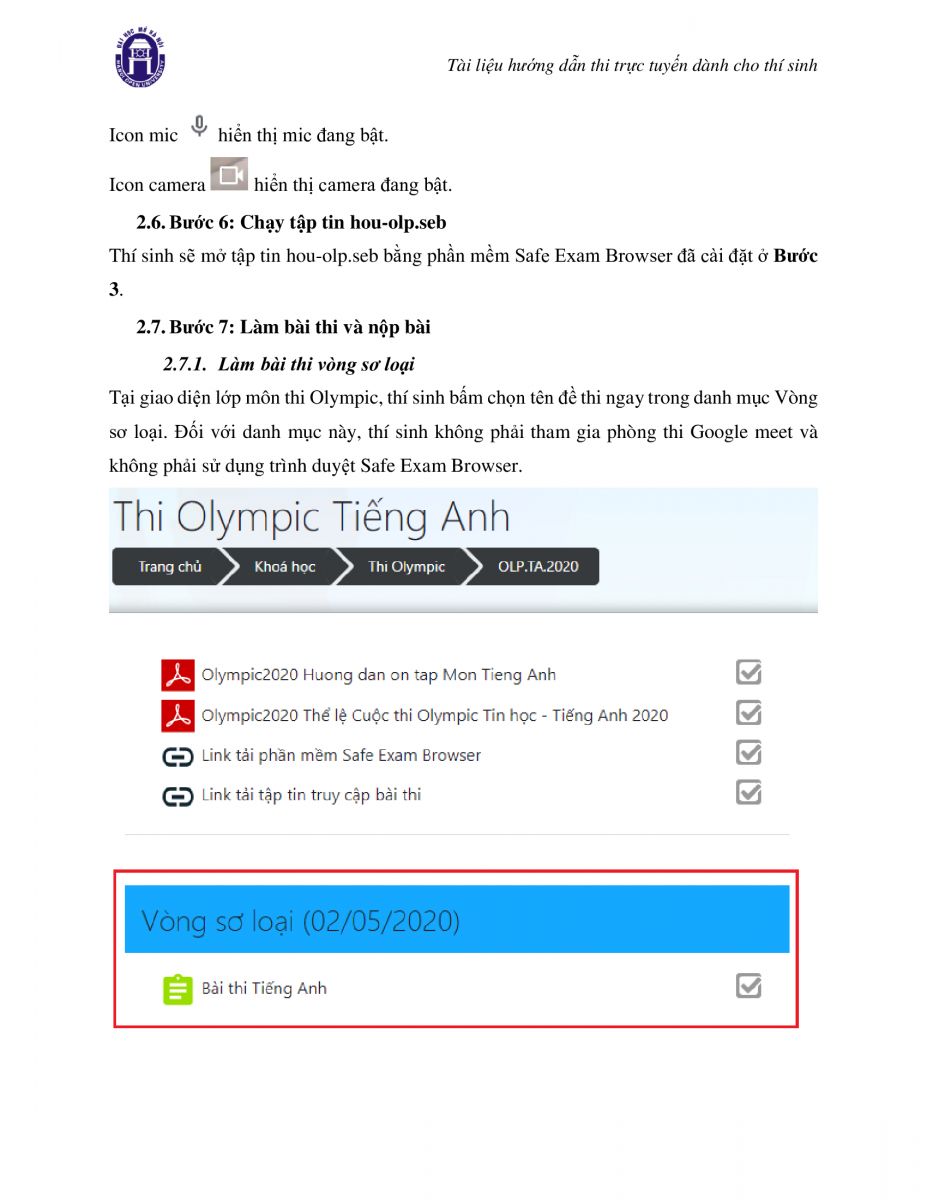 ĐẠI HỌC MỞ HÀ NỘI
HANOI OPEN UNIVERSITY
Tài liệu hướng dẫn thi trực tuyến dành cho thí sinh
Icon mic hiển thị mic đang bật.
Icon camera hiển thị camera đang bật.
2.6. Bước 6: Chạy tập tin hou-olp.seb
Thí sinh sẽ mở tập tin hou-olp.seb bằng phần mềm Safe Exam Browser đã cài đặt ở Bước
3.
2.7. Bước 7: Làm bài thi và nộp bài
2.7.1. Làm bài thi vòng sơ loại
Tại giao diện lớp môn thi Olympic, thí sinh bấm chọn tên đề thi ngay trong danh mục Vòng
sơ loại. Đối với danh mục này, thí sinh không phải tham gia phòng thi Google meet và
không phải sử dụng trình duyệt Safe Exam Browser.
Thi Olympic Tiếng Anh
Trang chủ Khoá học Thi Olympic OLP.TA.2020
Olympic2020 Huong dan on tap Mon Tieng Anh
Olympic2020 Thể lệ Cuộc thi Olympic Tin học - Tiếng Anh 2020
Link tải phần mềm Safe Exam Browser
Link tải tập tin truy cập bài thi
Vòng sơ loại (02/05/2020)
Bài thi Tiếng Anh